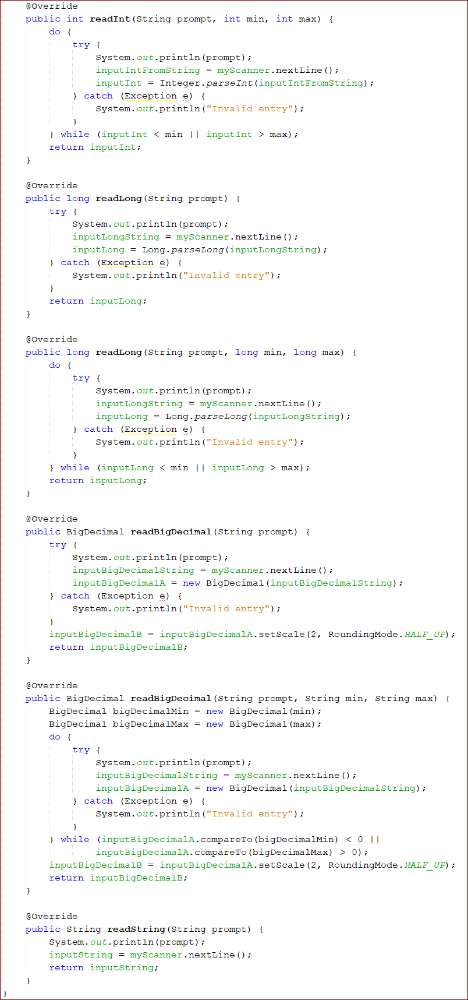 @Override
public int readInt(String prompt, int min, int max) {
do {
try {
System.out.println(prompt);
inputIntFromString = myScanner.nextLine();
inputInt = Integer.parseInt(inputIntFromString);
} catch (Exception e) {
System.out.println("Invalid entry");
}
} while (inputInt < min || inputInt > max);
return inputInt;
}
@Override
public long readLong(String prompt) {
try {
System.out.println(prompt);
inputLongString = myScanner.nextLine();
inputLong = Long.parseLong(inputLongString);
} catch (Exception e) {
System.out.println("Invalid entry");
}
return inputLong;
}
@Override
public long readLong(String prompt, long min, long max) {
do {
try {
System.out.println(prompt);
inputLongString = myScanner.nextLine();
inputLong = Long.parseLong(inputLongString);
} catch (Exception e) {
System.out.println("Invalid entry");
}
} while (inputLong < min || inputLong > max);
return inputLong;
}
@Override
public BigDecimal readBigDecimal(String prompt) {
try {
System.out.println(prompt);
inputBigDecimalString = myScanner.nextLine();
inputBigDecimalA = new BigDecimal(inputBigDecimalString);
} catch (Exception e) {
System.out.println("Invalid entry");
}
inputBigDecimalB = inputBigDecimalA.setScale(2, RoundingMode.HALF_UP);
return inputBigDecimalB;
}
@Override
public BigDecimal readBigDecimal(String prompt, String min, String max) {
BigDecimal bigDecimalMin = new BigDecimal(min);
BigDecimal bigDecimalMax = new BigDecimal(max);
do {
try {
System.out.println(prompt);
inputBigDecimalString = myScanner.nextLine();
inputBigDecimalA = new BigDecimal(inputBigDecimalString);
} catch (Exception e) {
System.out.println("Invalid entry");
}
} while (inputBigDecimalA.compareTo(bigDecimalMin) < 0 ||
inputBigDecimalA.compareTo(bigDecimalMax) > 0);
inputBigDecimalB = inputBigDecimalA.setScale(2, RoundingMode.HALF_UP);
return inputBigDecimalB;
}
@Override
public String readString(String prompt) {
System.out.println(prompt);
inputString = myScanner.nextLine();
return inputString;
}
}